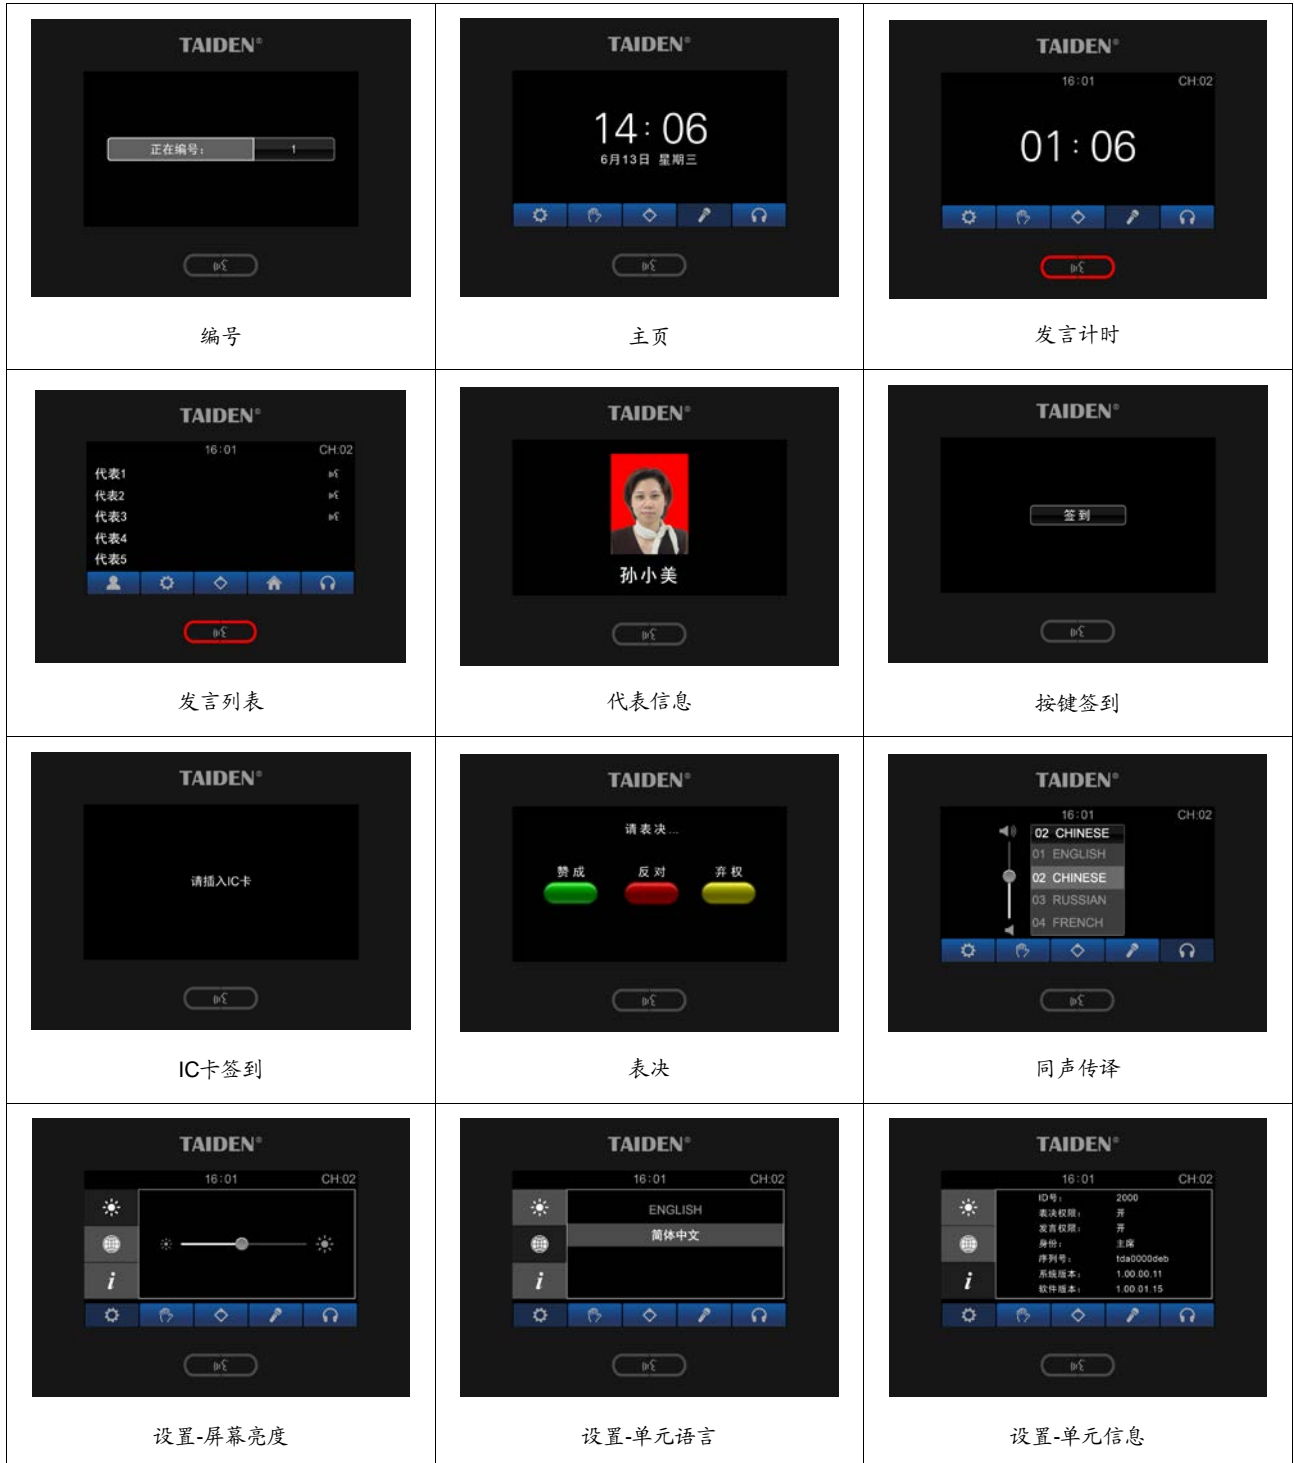 TAIDEN®
正在编号: 1
编号
TAIDEN®
14:06
6月13日 星期三
主页
TAIDEN®
16:01 CH:02
01:06
发言计时
TAIDEN®
16:01 CH:02
代表1
代表2
代表3
代表4
代表5
发言列表
TAIDEN®
孙小美
代表信息
TAIDEN®
签到
按键签到
TAIDEN®
请插入IC卡
IC卡签到
TAIDEN®
请表决...
赞成 反对 弃权
表决
TAIDEN®
16:01 CH:02
02 CHINESE
01 ENGLISH
02 CHINESE
03 RUSSIAN
04 FRENCH
同声传译
TAIDEN®
16:01 CH:02
i
设置-屏幕亮度
TAIDEN®
16:01 CH:02
ENGLISH
简体中文
i
设置-单元语言
TAIDEN®
16:01 CH:02
ID号: 2000
表决权限: 开
发言权限: 开
身份: 主席
序列号: tda0000deb
系统版本: 1.00.00.11
软件版本: 1.00.01.15
i
设置-单元信息